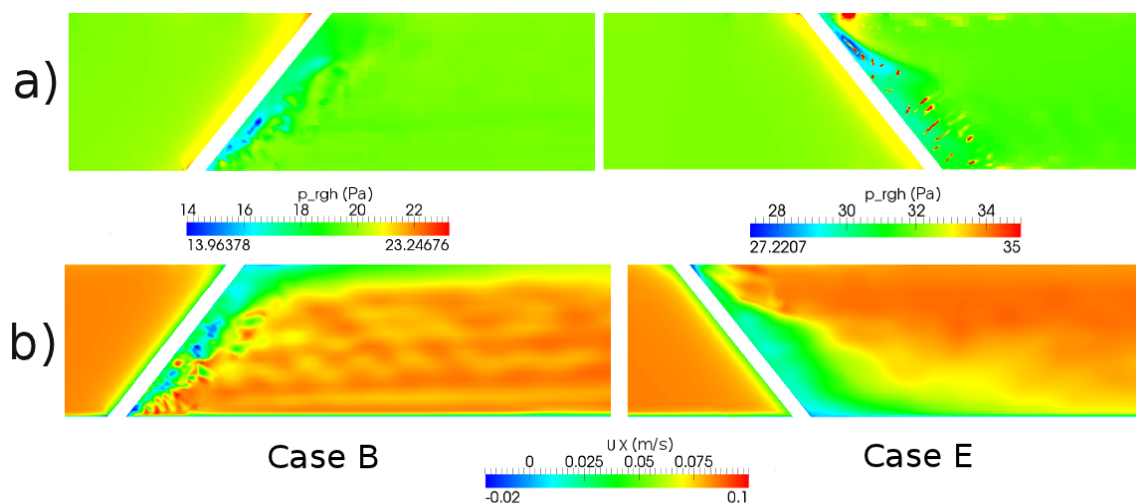 a)
p_rgh (Pa)
14 16 18 20 22
13.96378 23.24676
p_rgh (Pa)
28 30 32 34
27.2207 35
b)
Case B
Case E
U X (m/s)
0 0.025 0.05 0.075
-0.02 0.1